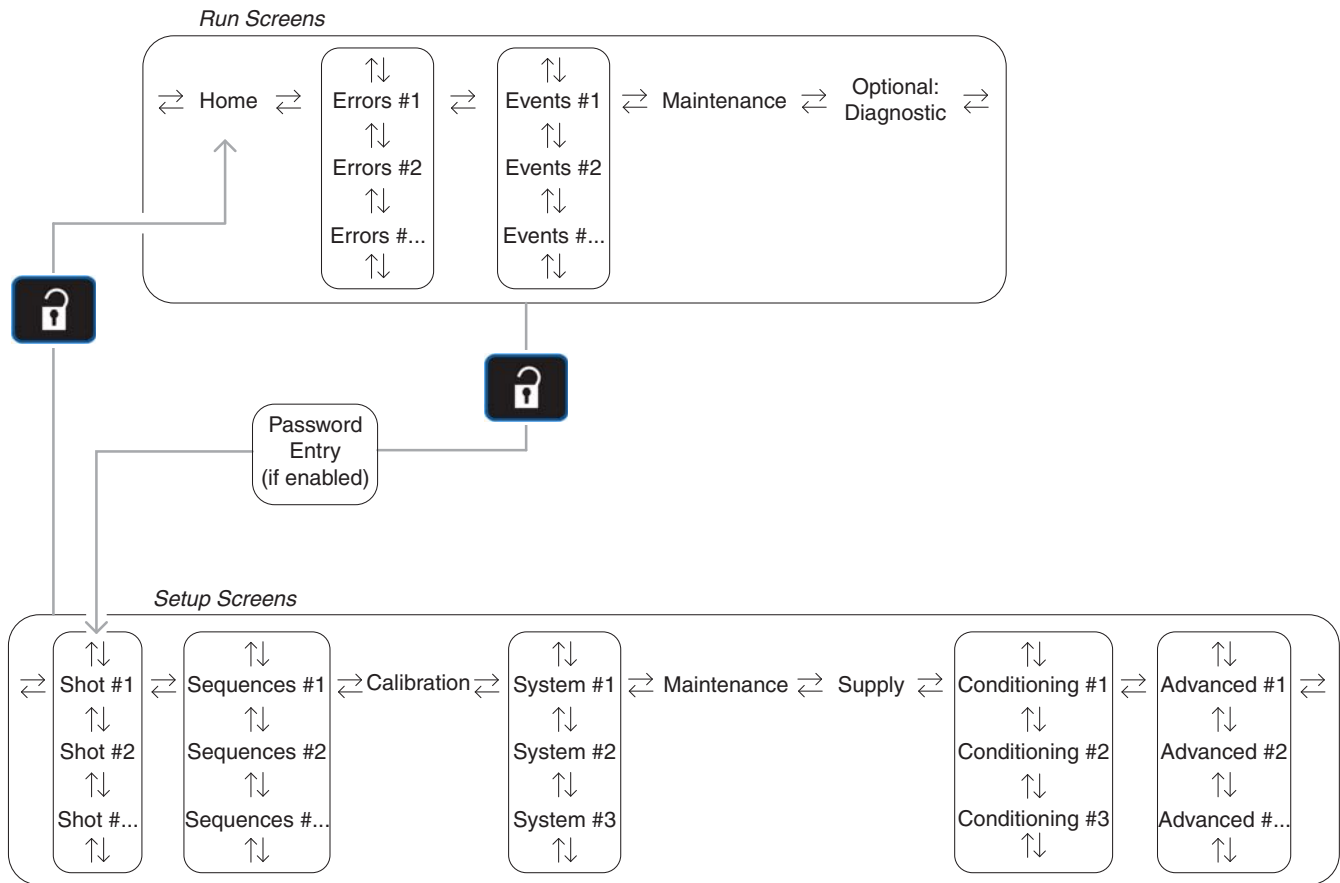 Run Screens
Home
Errors #1
Errors #2
Errors #...
Events #1
Events #2
Events #...
Maintenance
Optional:
Diagnostic
Password
Entry
(if enabled)
Setup Screens
Shot #1
Shot #2
Shot #...
Sequences #1
Sequences #2
Sequences #...
Calibration
System #1
System #2
System #3
Maintenance
Supply
Conditioning #1
Conditioning #2
Conditioning #3
Advanced #1
Advanced #2
Advanced #...